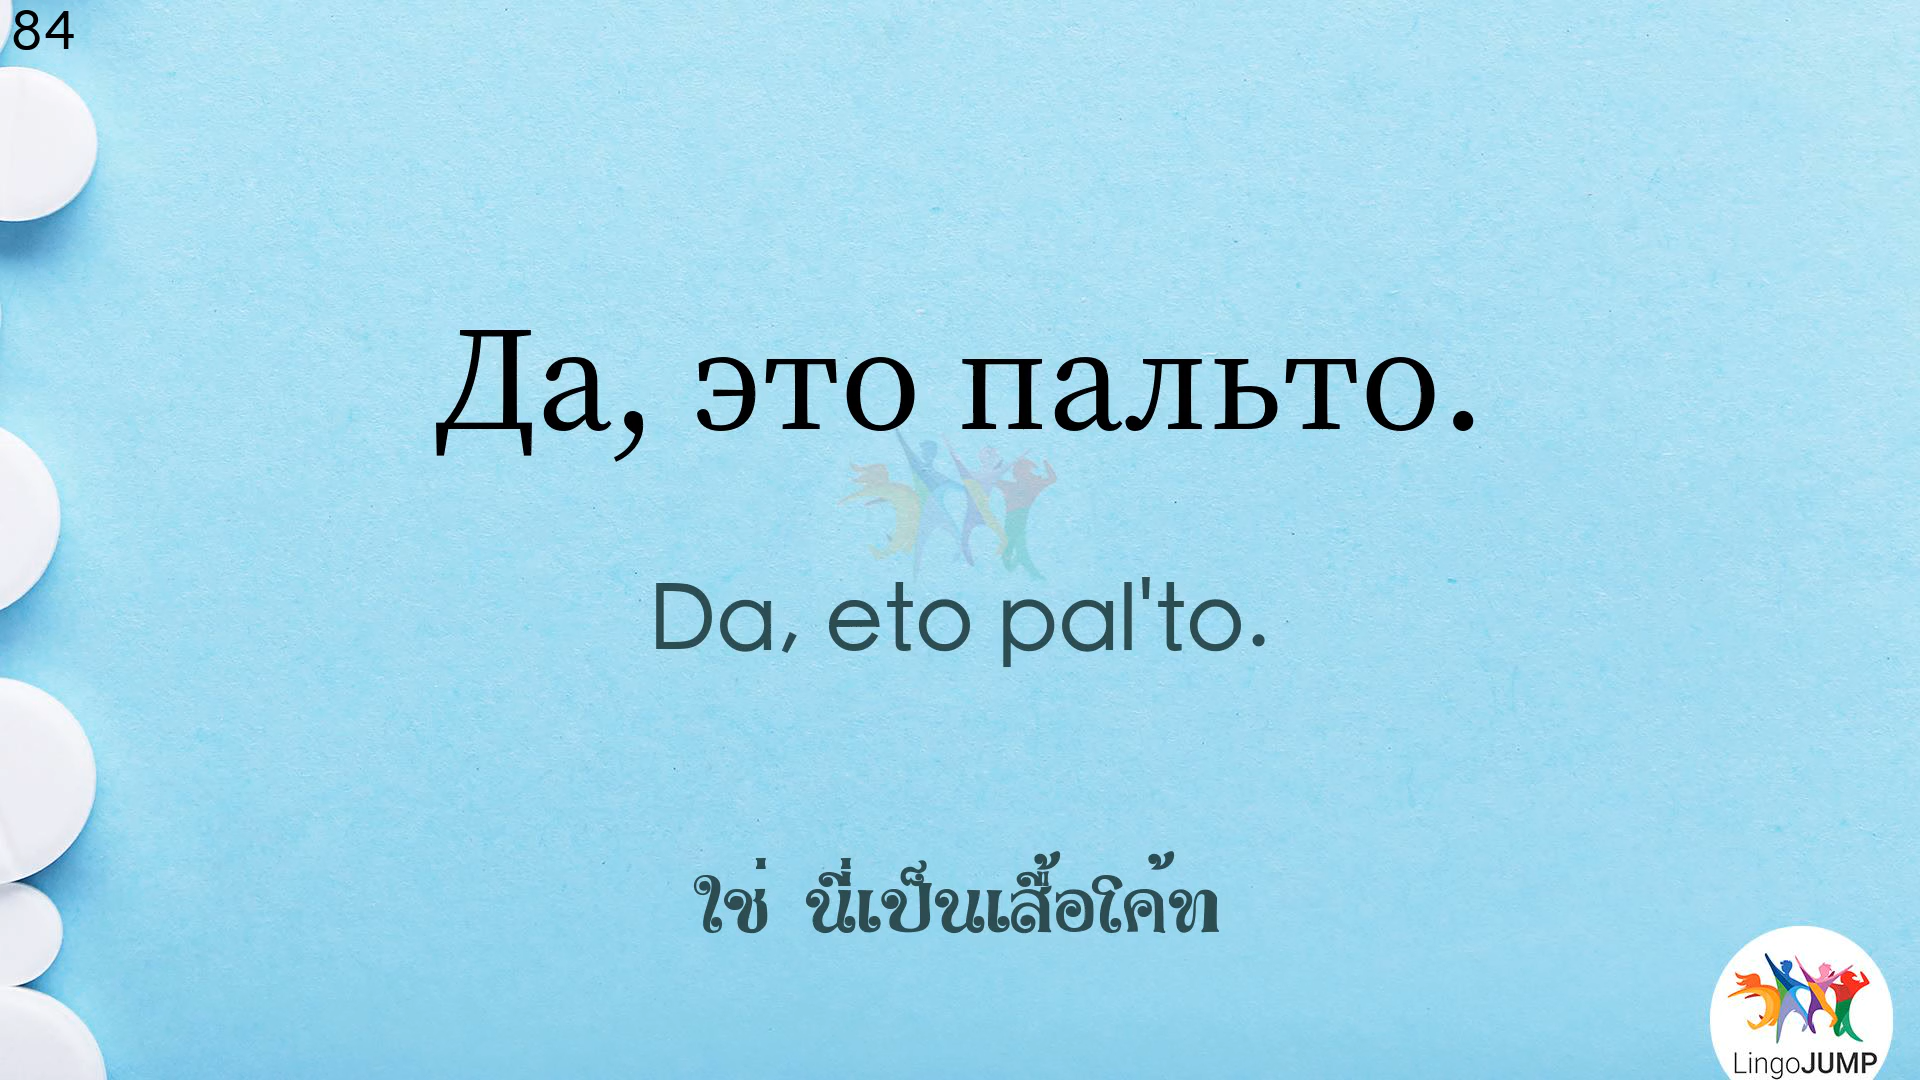 84
Да, это пальто.
Da, eto pal'to.
ใช่ นี่เป็นเสื้อโค้ท
LingoJUMP